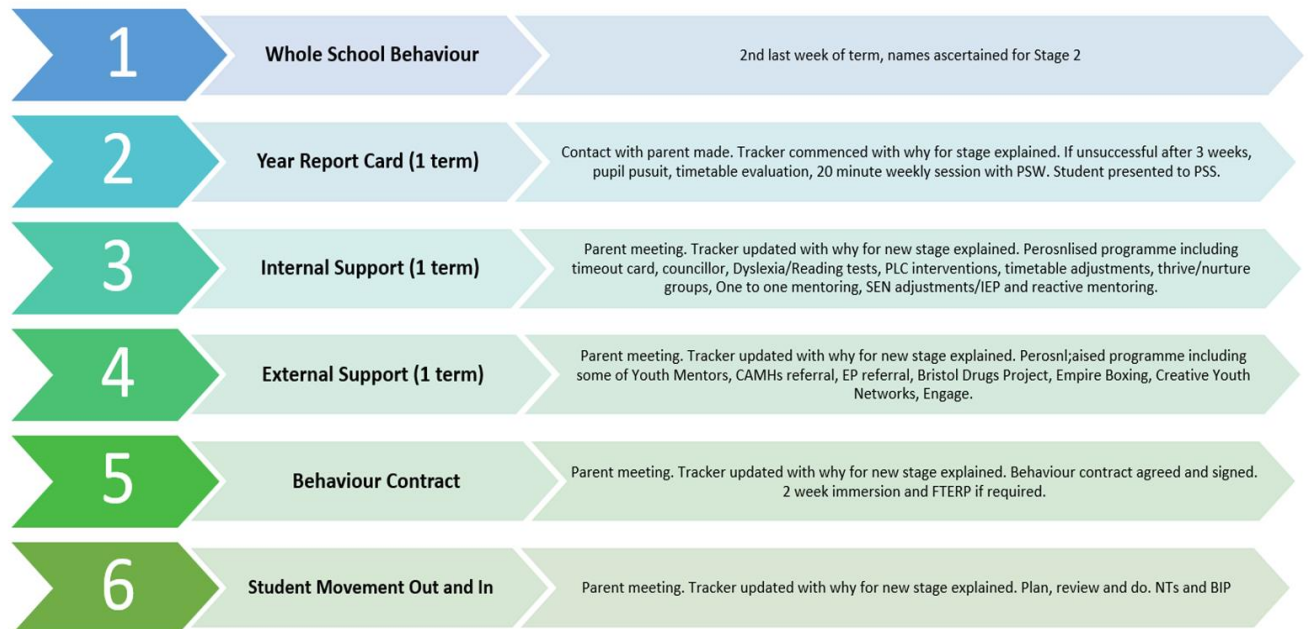 1
Whole School Behaviour
2nd last week of term, names ascertained for Stage 2
2
Year Report Card (1 term)
Contact with parent made. Tracker commenced with why for stage explained. If unsuccessful after 3 weeks,
pupil pusuit, timetable evaluation, 20 minute weekly session with PSW. Student presented to PSS.
3
Internal Support (1 term)
Parent meeting. Tracker updated with why for new stage explained. Perosnlised programme including
timeout card, councillor, Dyslexia/Reading tests, PLC interventions, timetable adjustments, thrive/nurture
groups, One to one mentoring, SEN adjustments/IEP and reactive mentoring.
4
External Support (1 term)
Parent meeting. Tracker updated with why for new stage explained. Perosnl;aised programme including
some of Youth Mentors, CAMHs referral, EP referral, Bristol Drugs Project, Empire Boxing, Creative Youth
Networks, Engage.
5
Behaviour Contract
Parent meeting. Tracker updated with why for new stage explained. Behaviour contract agreed and signed.
2 week immersion and FTERP if required.
6
Student Movement Out and In
Parent meeting. Tracker updated with why for new stage explained. Plan, review and do. NTs and BIP